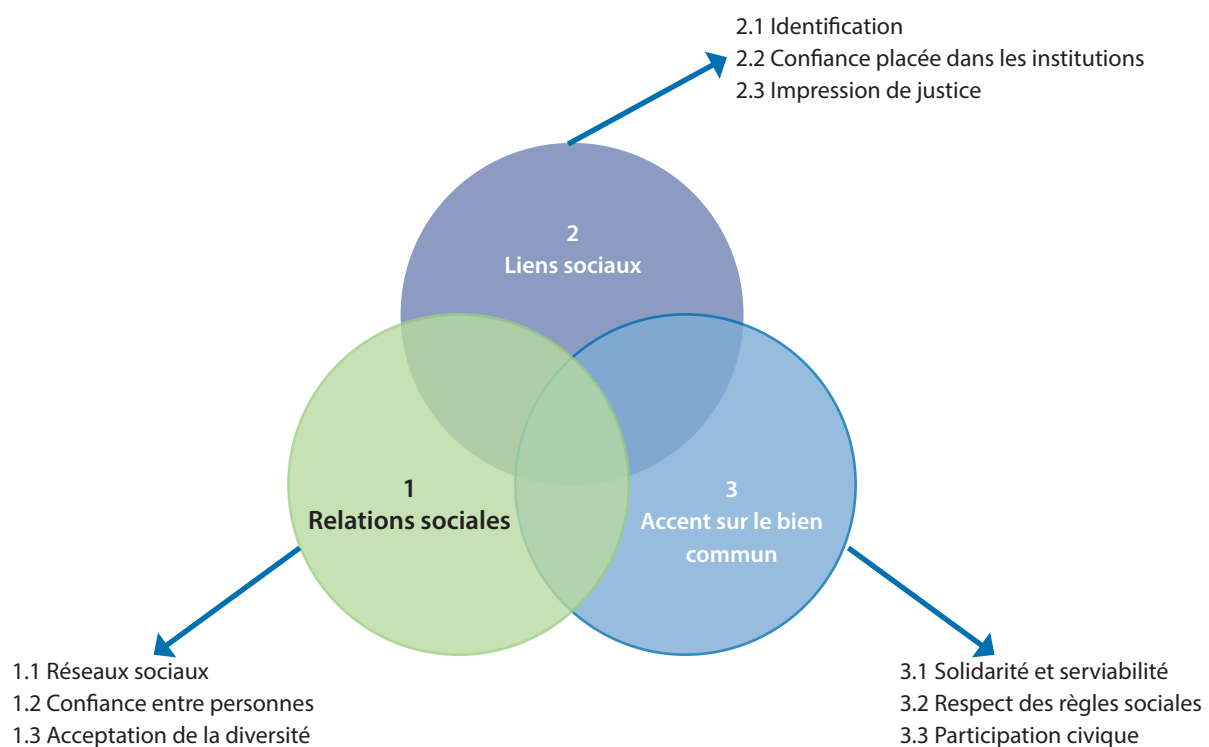 2.1 Identification
2.2 Confiance placée dans les institutions
2.3 Impression de justice
2
Liens sociaux
1
Relations sociales
3
Accent sur le bien
commun
1.1 Réseaux sociaux
1.2 Confiance entre personnes
1.3 Acceptation de la diversité
3.1 Solidarité et serviabilité
3.2 Respect des règles sociales
3.3 Participation civique